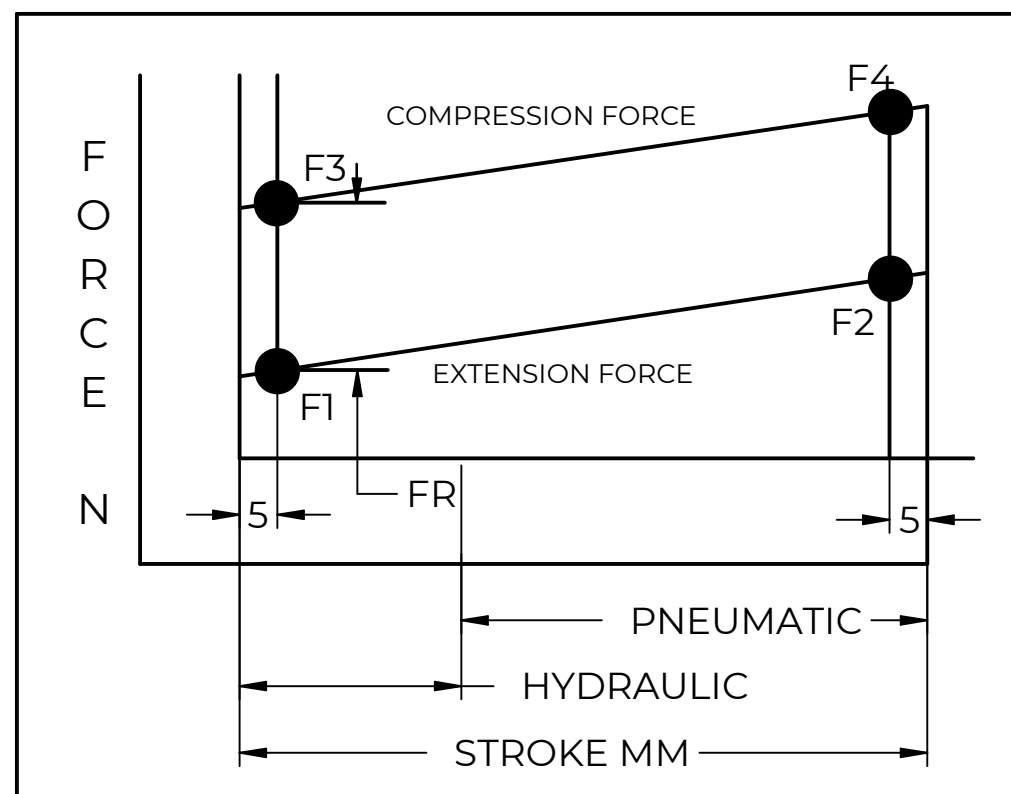 F4
COMPRESSION FORCE
F3
F
O
R
C
E
N
F2
EXTENSION FORCE
F1
FR
5
5
PNEUMATIC
HYDRAULIC
STROKE MM